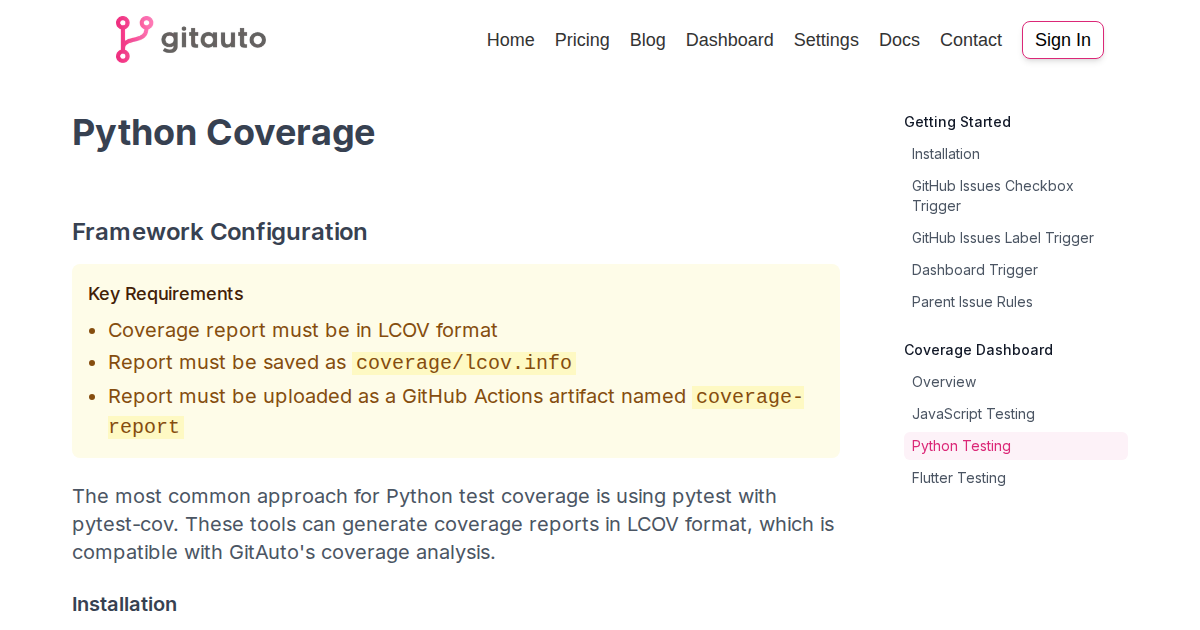 gitauto
Home Pricing Blog Dashboard Settings Docs Contact Sign In
Python Coverage
Framework Configuration
Key Requirements
• Coverage report must be in LCOV format
• Report must be saved as coverage/lcov.info
• Report must be uploaded as a GitHub Actions artifact named coverage-
report
The most common approach for Python test coverage is using pytest with
pytest-cov. These tools can generate coverage reports in LCOV format, which is
compatible with GitAuto's coverage analysis.
Installation
Getting Started
Installation
GitHub Issues Checkbox
Trigger
GitHub Issues Label Trigger
Dashboard Trigger
Parent Issue Rules
Coverage Dashboard
Overview
JavaScript Testing
Python Testing
Flutter Testing